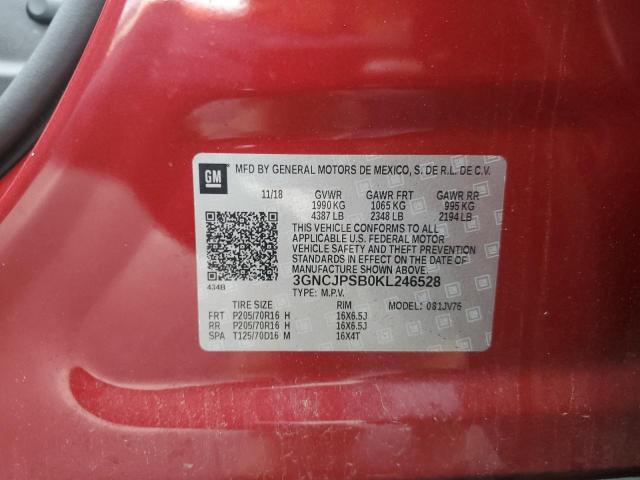 GM
MFD BY GENERAL MOTORS DE MEXICO, S. DE R.L. DE C.V.
11/18 GVWR GAWR FRT GAWR RR
1990 KG 1065 KG 995 KG
4387 LB 2348 LB 2194 LB
THIS VEHICLE CONFORMS TO ALL
APPLICABLE U.S. FEDERAL MOTOR
VEHICLE SAFETY AND THEFT PREVENTION
STANDARDS IN EFFECT ON THE DATE OF
MANUFACTURE SHOWN ABOVE.
434B 3GNCJPSB0KL246528
TYPE: M.P.V.
TIRE SIZE RIM MODEL: 081JV76
FRT P205/70R16 H 16X6.5J
RR P205/70R16 H 16X6.5J
SPA T125/70D16 M 16X4T